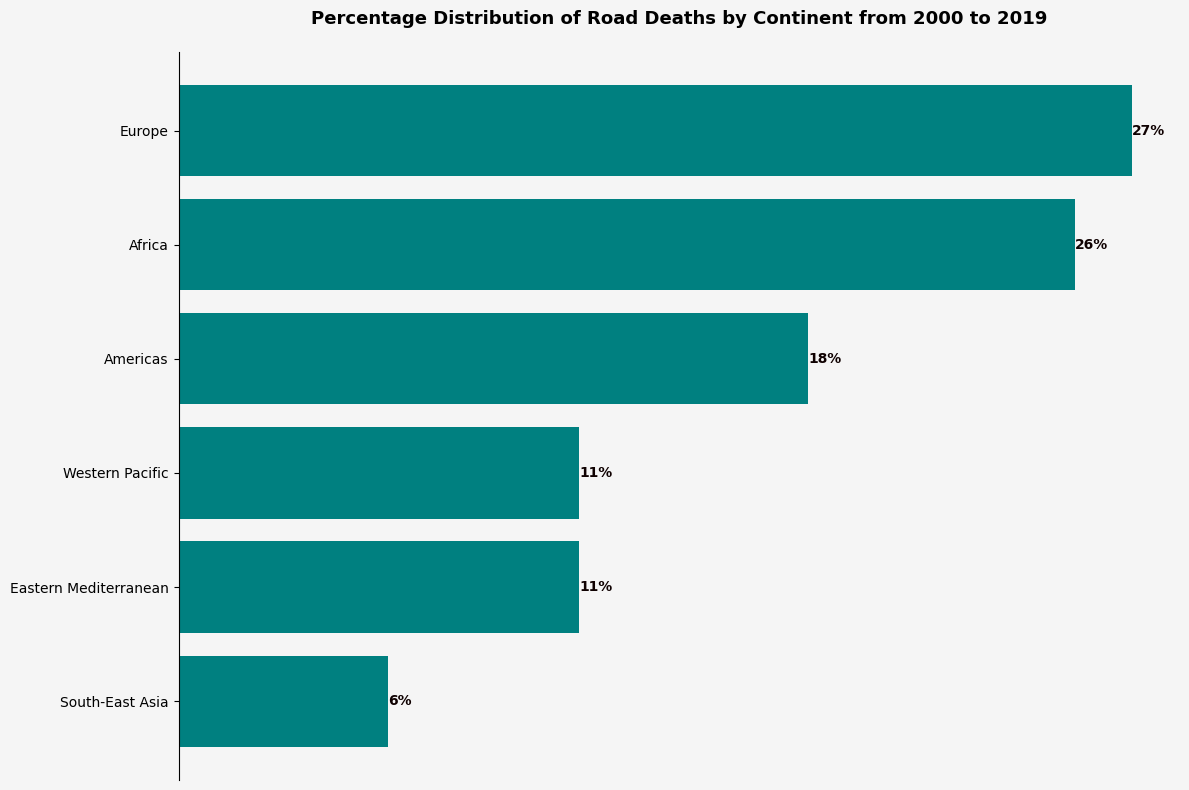 Percentage Distribution of Road Deaths by Continent from 2000 to 2019
Europe 27%
Africa 26%
Americas 18%
Western Pacific 11%
Eastern Mediterranean 11%
South-East Asia 6%